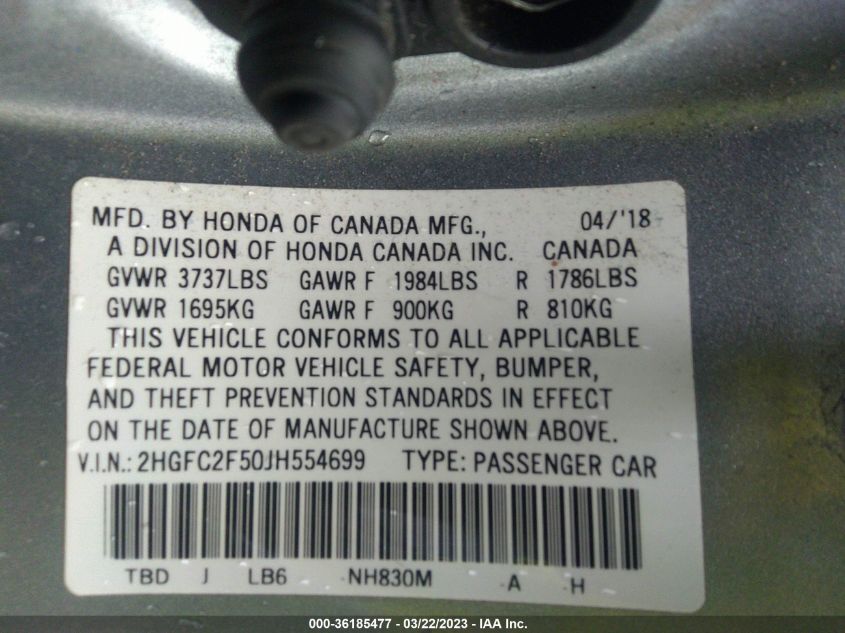 MFD. BY HONDA OF CANADA MFG., 04/'18
A DIVISION OF HONDA CANADA INC. CANADA
GVWR 3737LBS GAWR F 1984LBS R 1786LBS
GVWR 1695KG GAWR F 900KG R 810KG
THIS VEHICLE CONFORMS TO ALL APPLICABLE
FEDERAL MOTOR VEHICLE SAFETY, BUMPER,
AND THEFT PREVENTION STANDARDS IN EFFECT
ON THE DATE OF MANUFACTURE SHOWN ABOVE.
V.I.N.: 2HGFC2F50JH554699 TYPE: PASSENGER CAR
TBD J LB6 NH830M A H
000-36185477 - 03/22/2023 - IAA Inc.